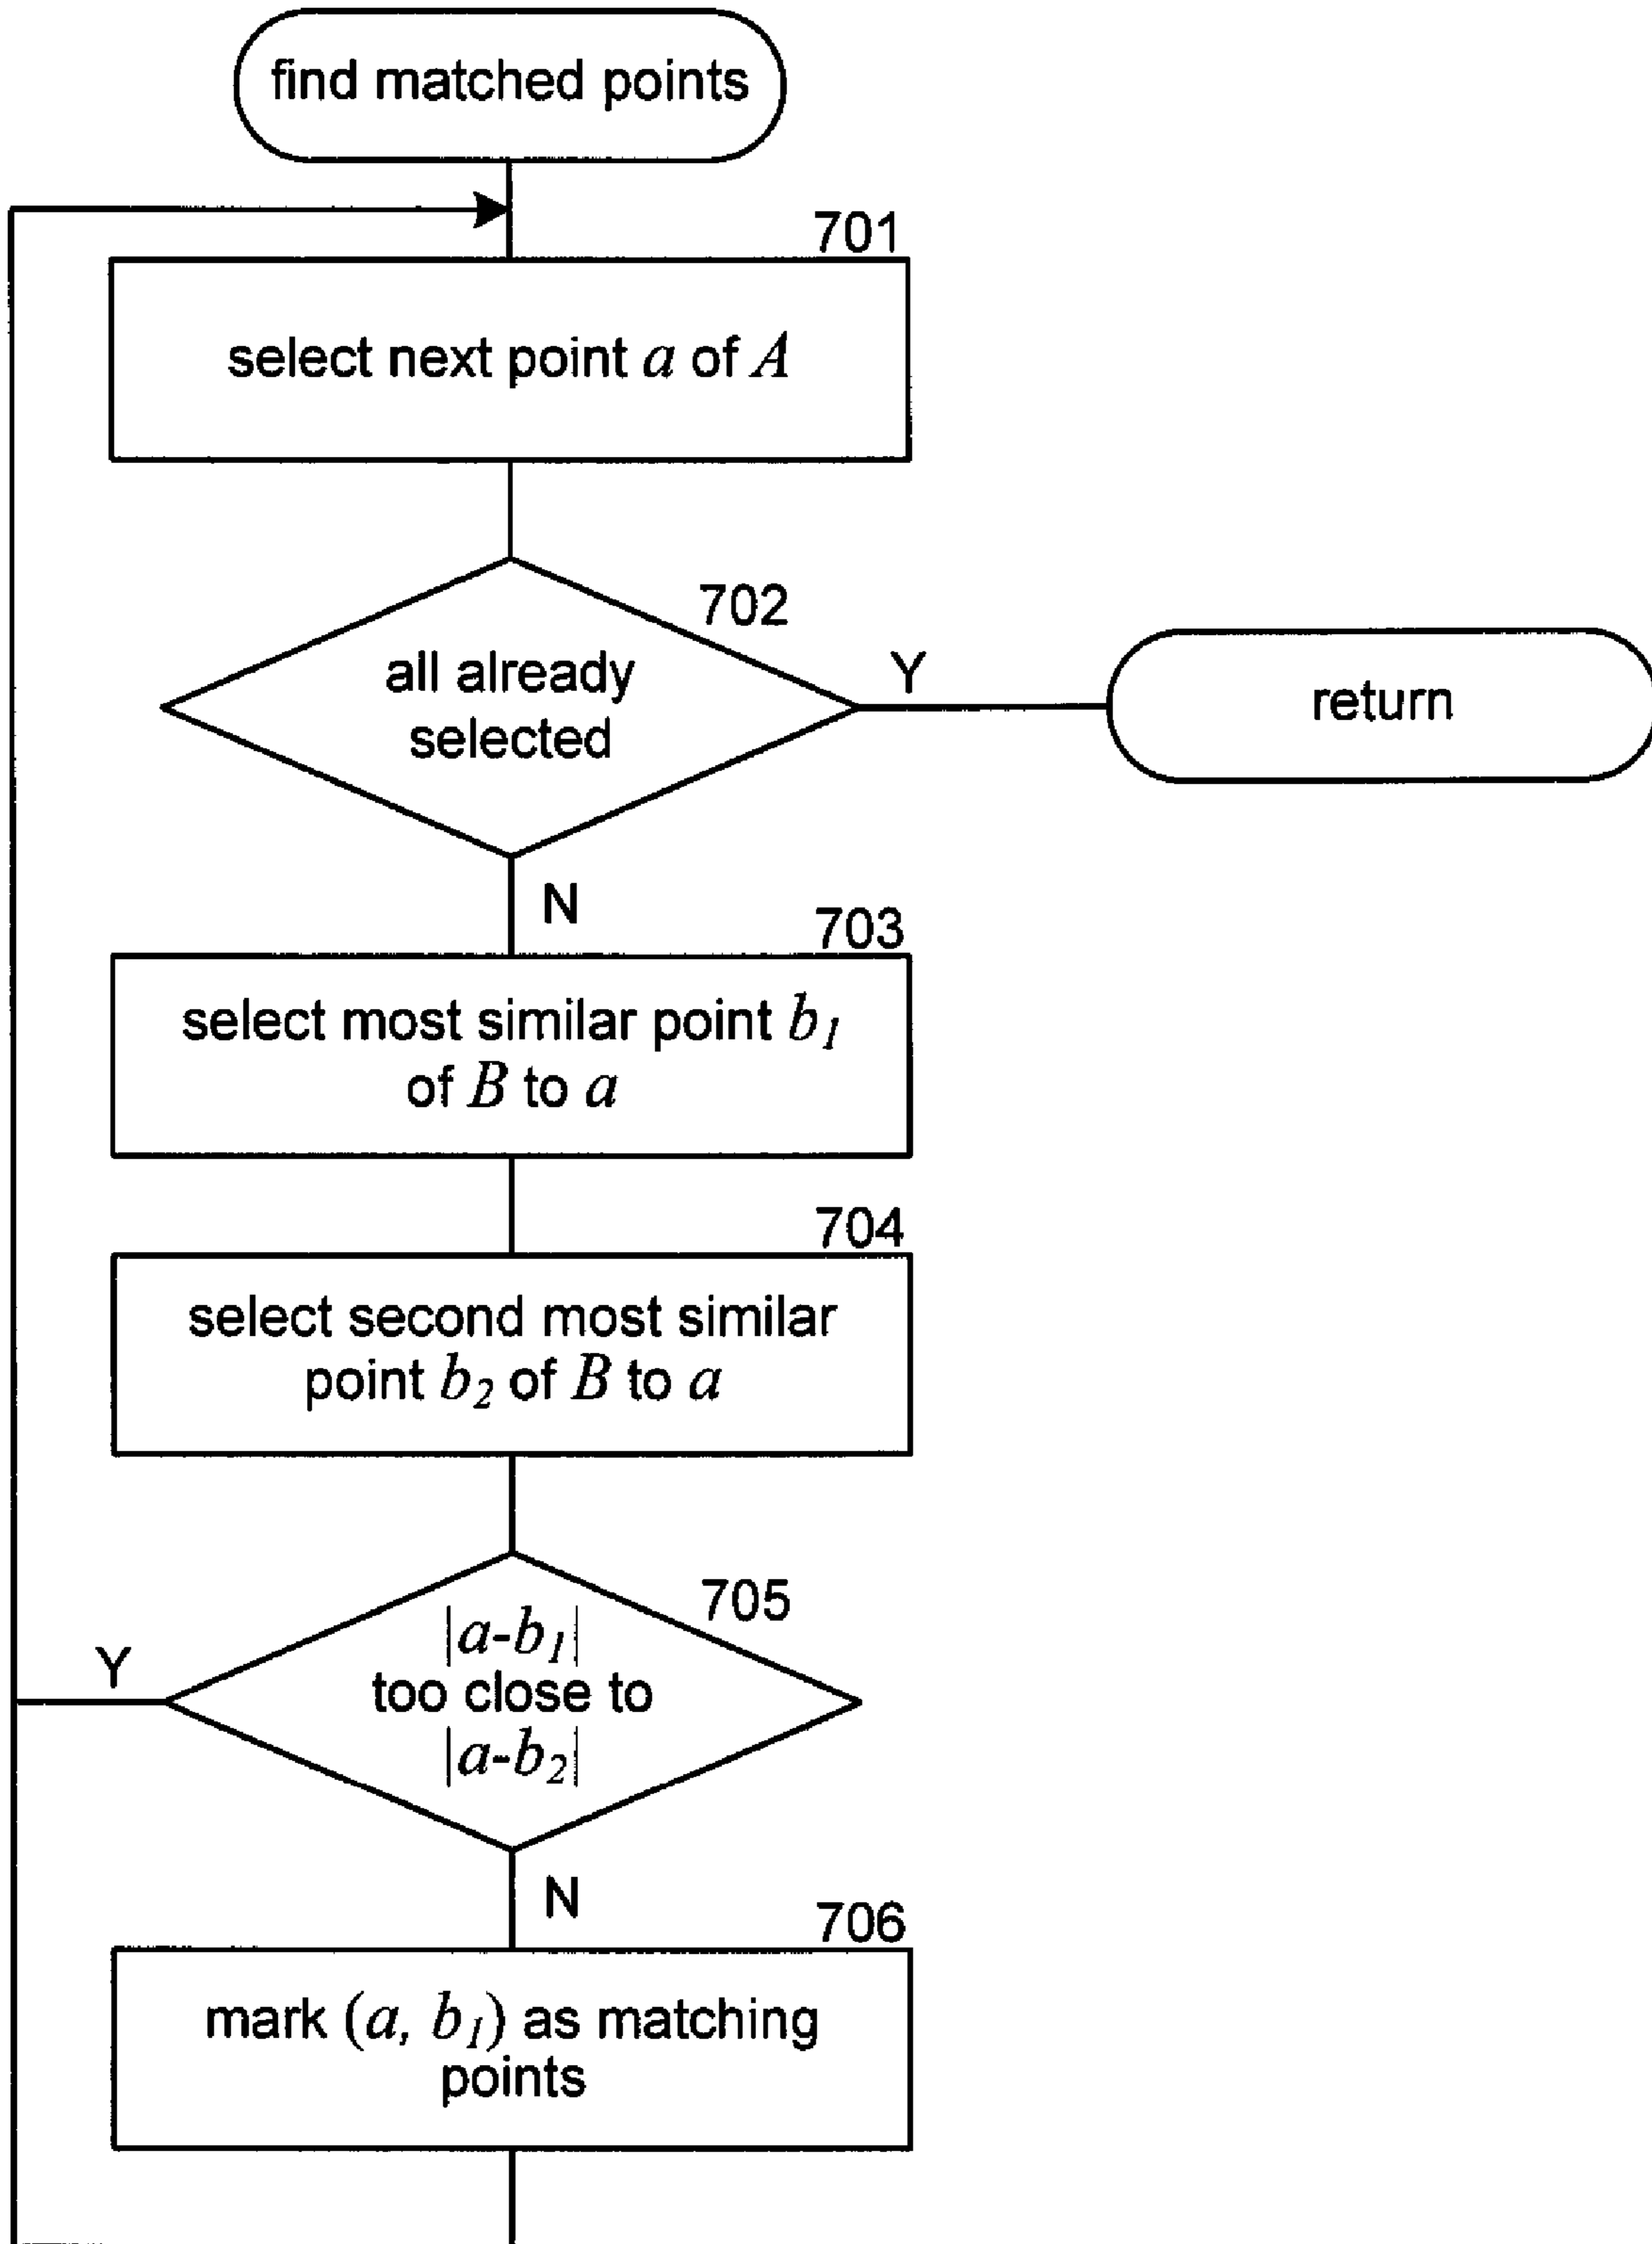 find matched points
701
select next point a of A
702
all already
selected
Y
return
N
703
select most similar point b₁
of B to a
704
select second most similar
point b₂ of B to a
705
|a-b₁|
too close to
|a-b₂|
Y
N
706
mark (a, b₁) as matching
points